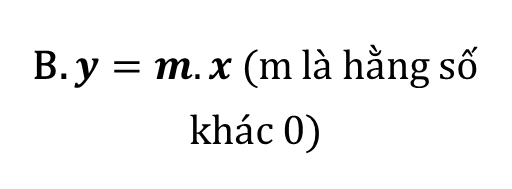 B. y = m. x (m là hằng số
khác 0)